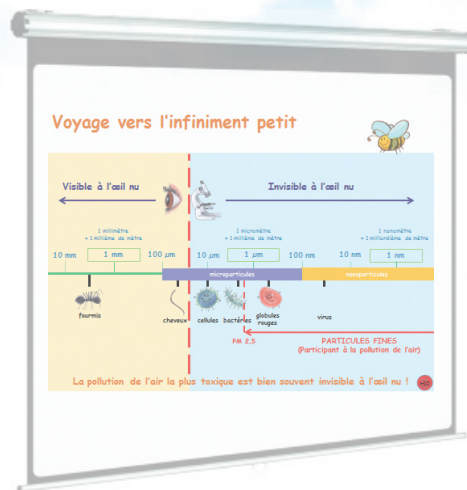 Voyage vers l'infiniment petit
Visible à l'œil nu
Invisible à l'œil nu
1 millimètre
= 1 millième de mètre
1 micromètre
= 1 millionième de mètre
1 nanomètre
= 1 milliardième de mètre
10 mm 1 mm 100 µm 10 µm 1 µm 100 nm 10 nm 1 nm
microparticules nanoparticules
fourmis cheveux cellules bactéries globules rouges virus
PM 2,5
PARTICULES FINES
(Participant à la pollution de l'air)
La pollution de l'air la plus toxique est bien souvent invisible à l'œil nu !